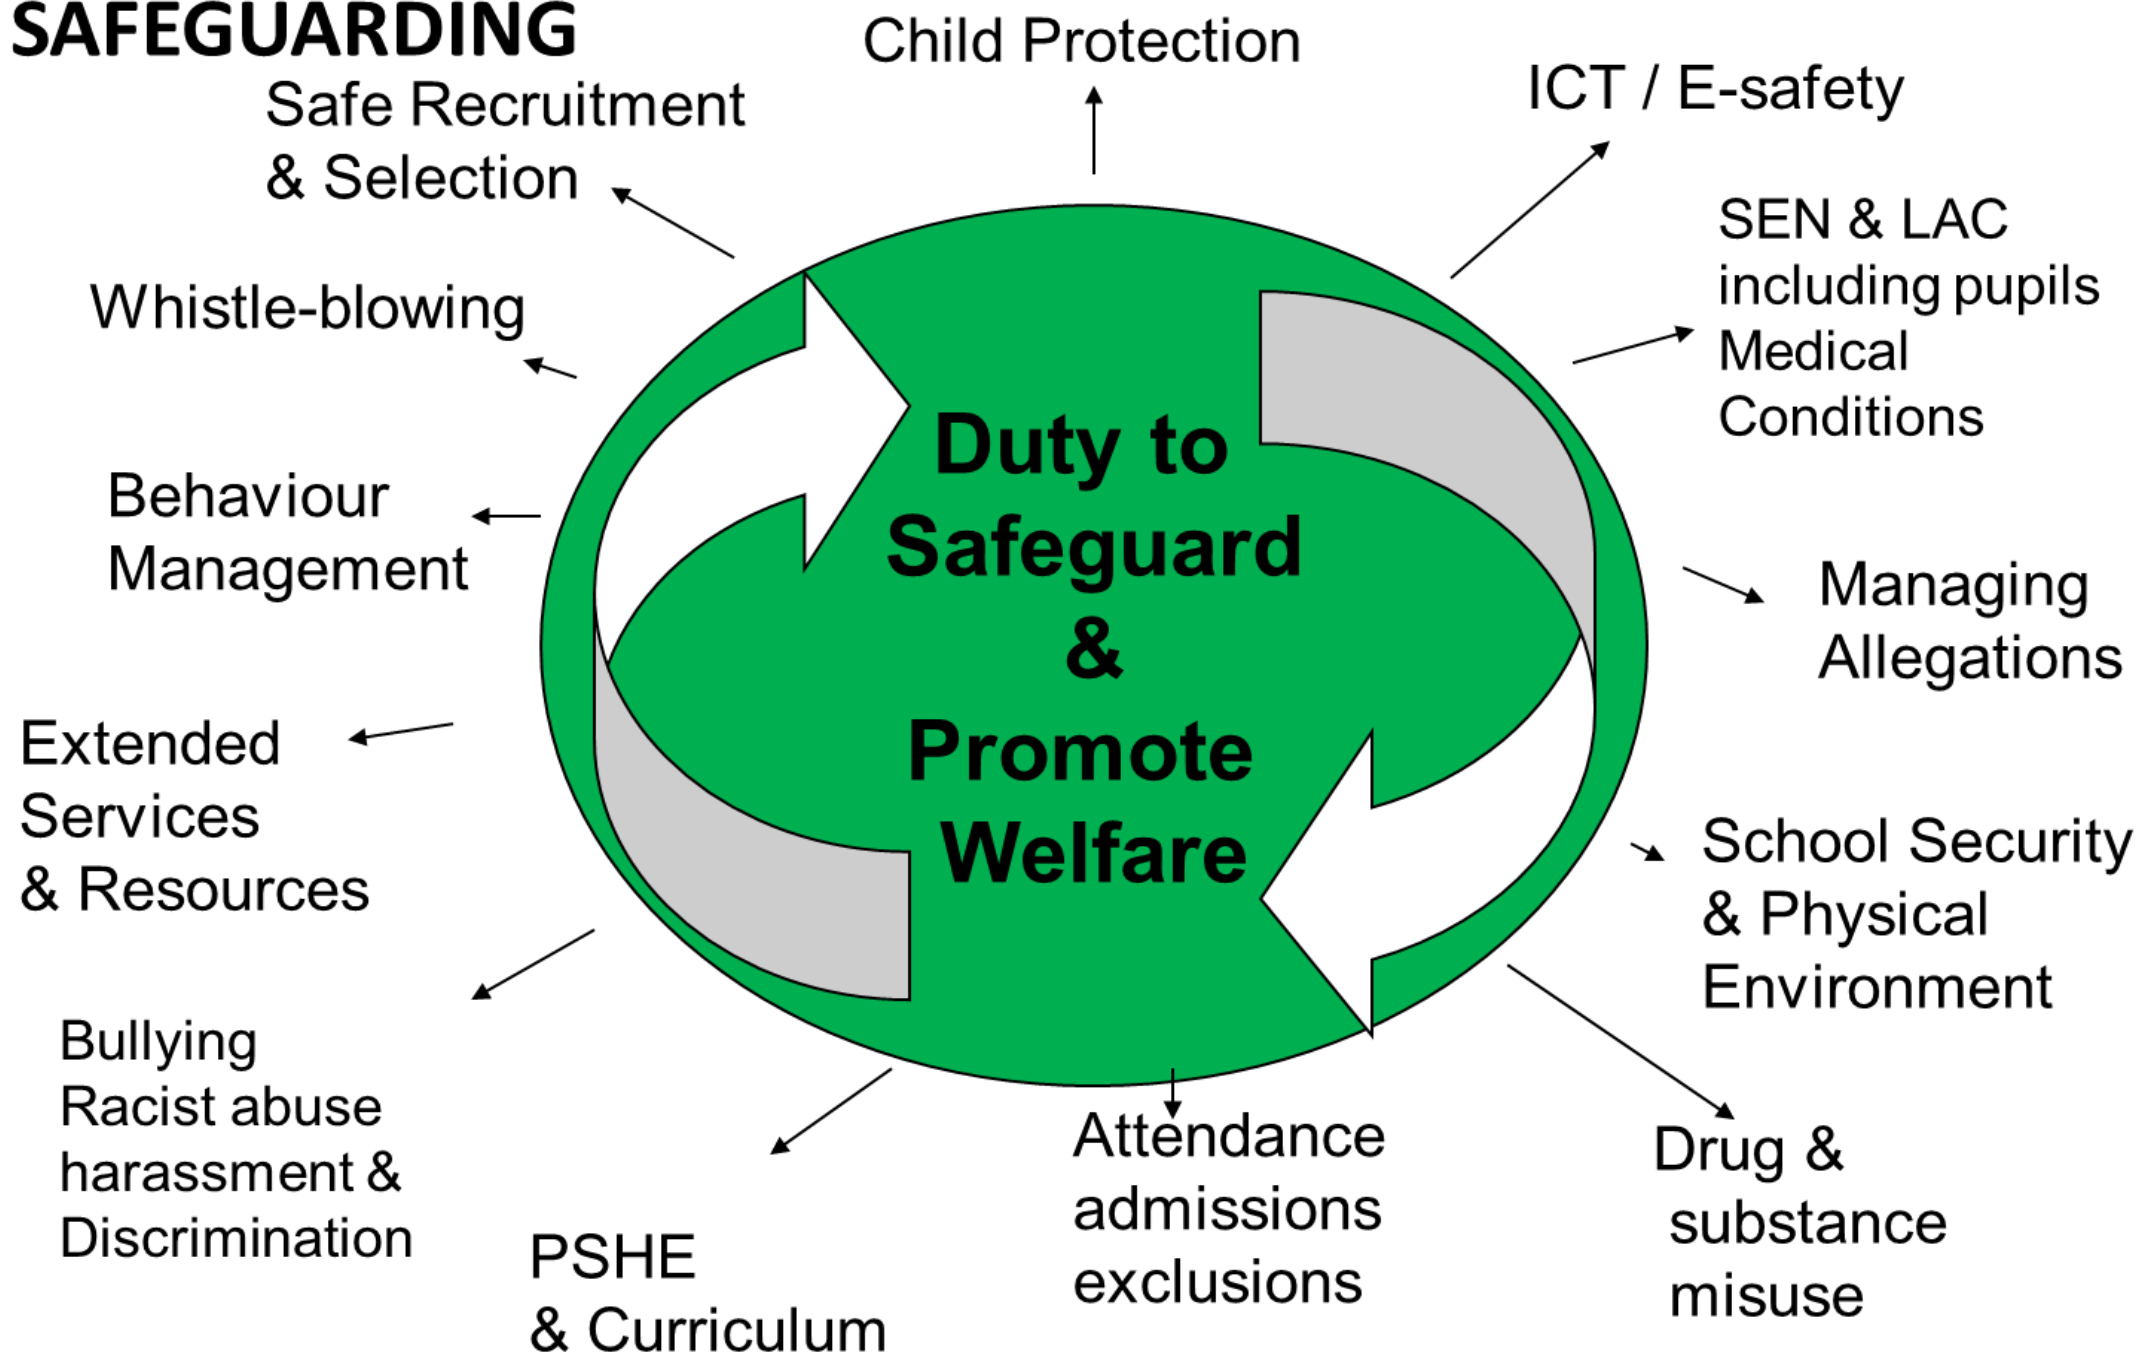 SAFEGUARDING
Child Protection
ICT / E-safety
SEN & LAC
including pupils
Medical
Conditions
Managing
Allegations
School Security
& Physical
Environment
Drug &
substance
misuse
Attendance
admissions
exclusions
PSHE
& Curriculum
Bullying
Racist abuse
harassment &
Discrimination
Extended
Services
& Resources
Behaviour
Management
Whistle-blowing
Safe Recruitment
& Selection
Duty to
Safeguard
&
Promote
Welfare